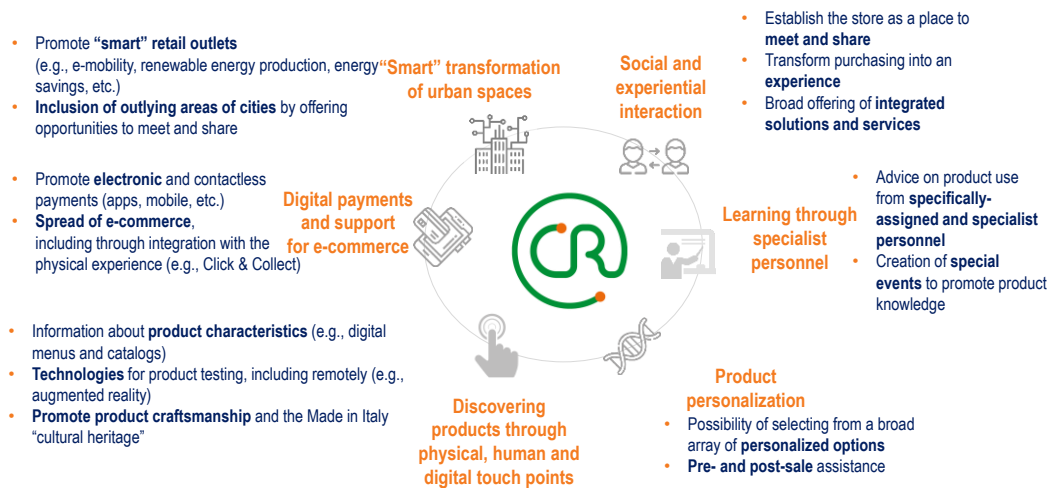 • Promote “smart” retail outlets
(e.g., e-mobility, renewable energy production, energy
savings, etc.)
• Inclusion of outlying areas of cities by offering
opportunities to meet and share
“Smart” transformation
of urban spaces
Social and
experiential
interaction
• Establish the store as a place to
meet and share
• Transform purchasing into an
experience
• Broad offering of integrated
solutions and services
• Promote electronic and contactless
payments (apps, mobile, etc.)
• Spread of e-commerce,
including through integration with the
physical experience (e.g., Click & Collect)
Digital payments
and support
for e-commerce
CR
Learning through
specialist
personnel
• Advice on product use
from specifically-
assigned and specialist
personnel
• Creation of special
events to promote product
knowledge
• Information about product characteristics (e.g., digital
menus and catalogs)
• Technologies for product testing, including remotely (e.g.,
augmented reality)
• Promote product craftsmanship and the Made in Italy
“cultural heritage”
Discovering
products through
physical, human and
digital touch points
Product
personalization
• Possibility of selecting from a broad
array of personalized options
• Pre- and post-sale assistance